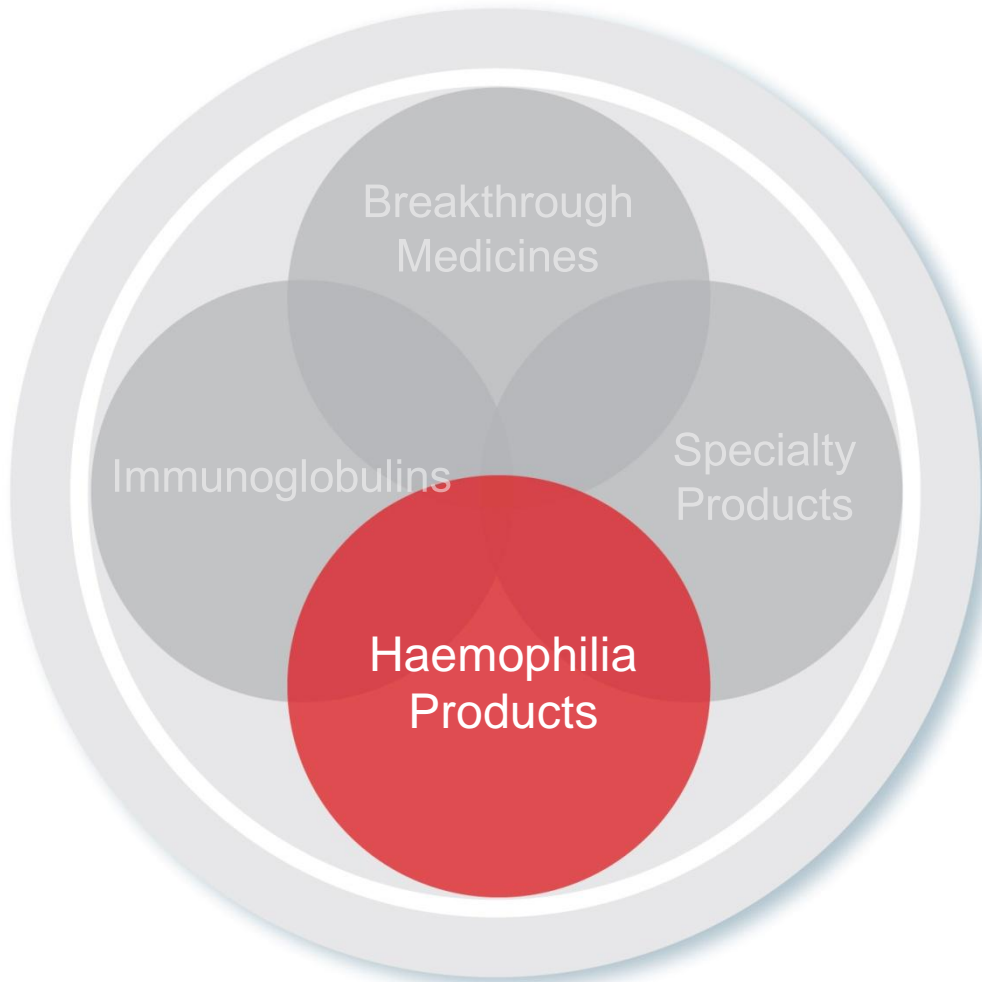 Breakthrough
Medicines
Immunoglobulins
Specialty
Products
Haemophilia
Products